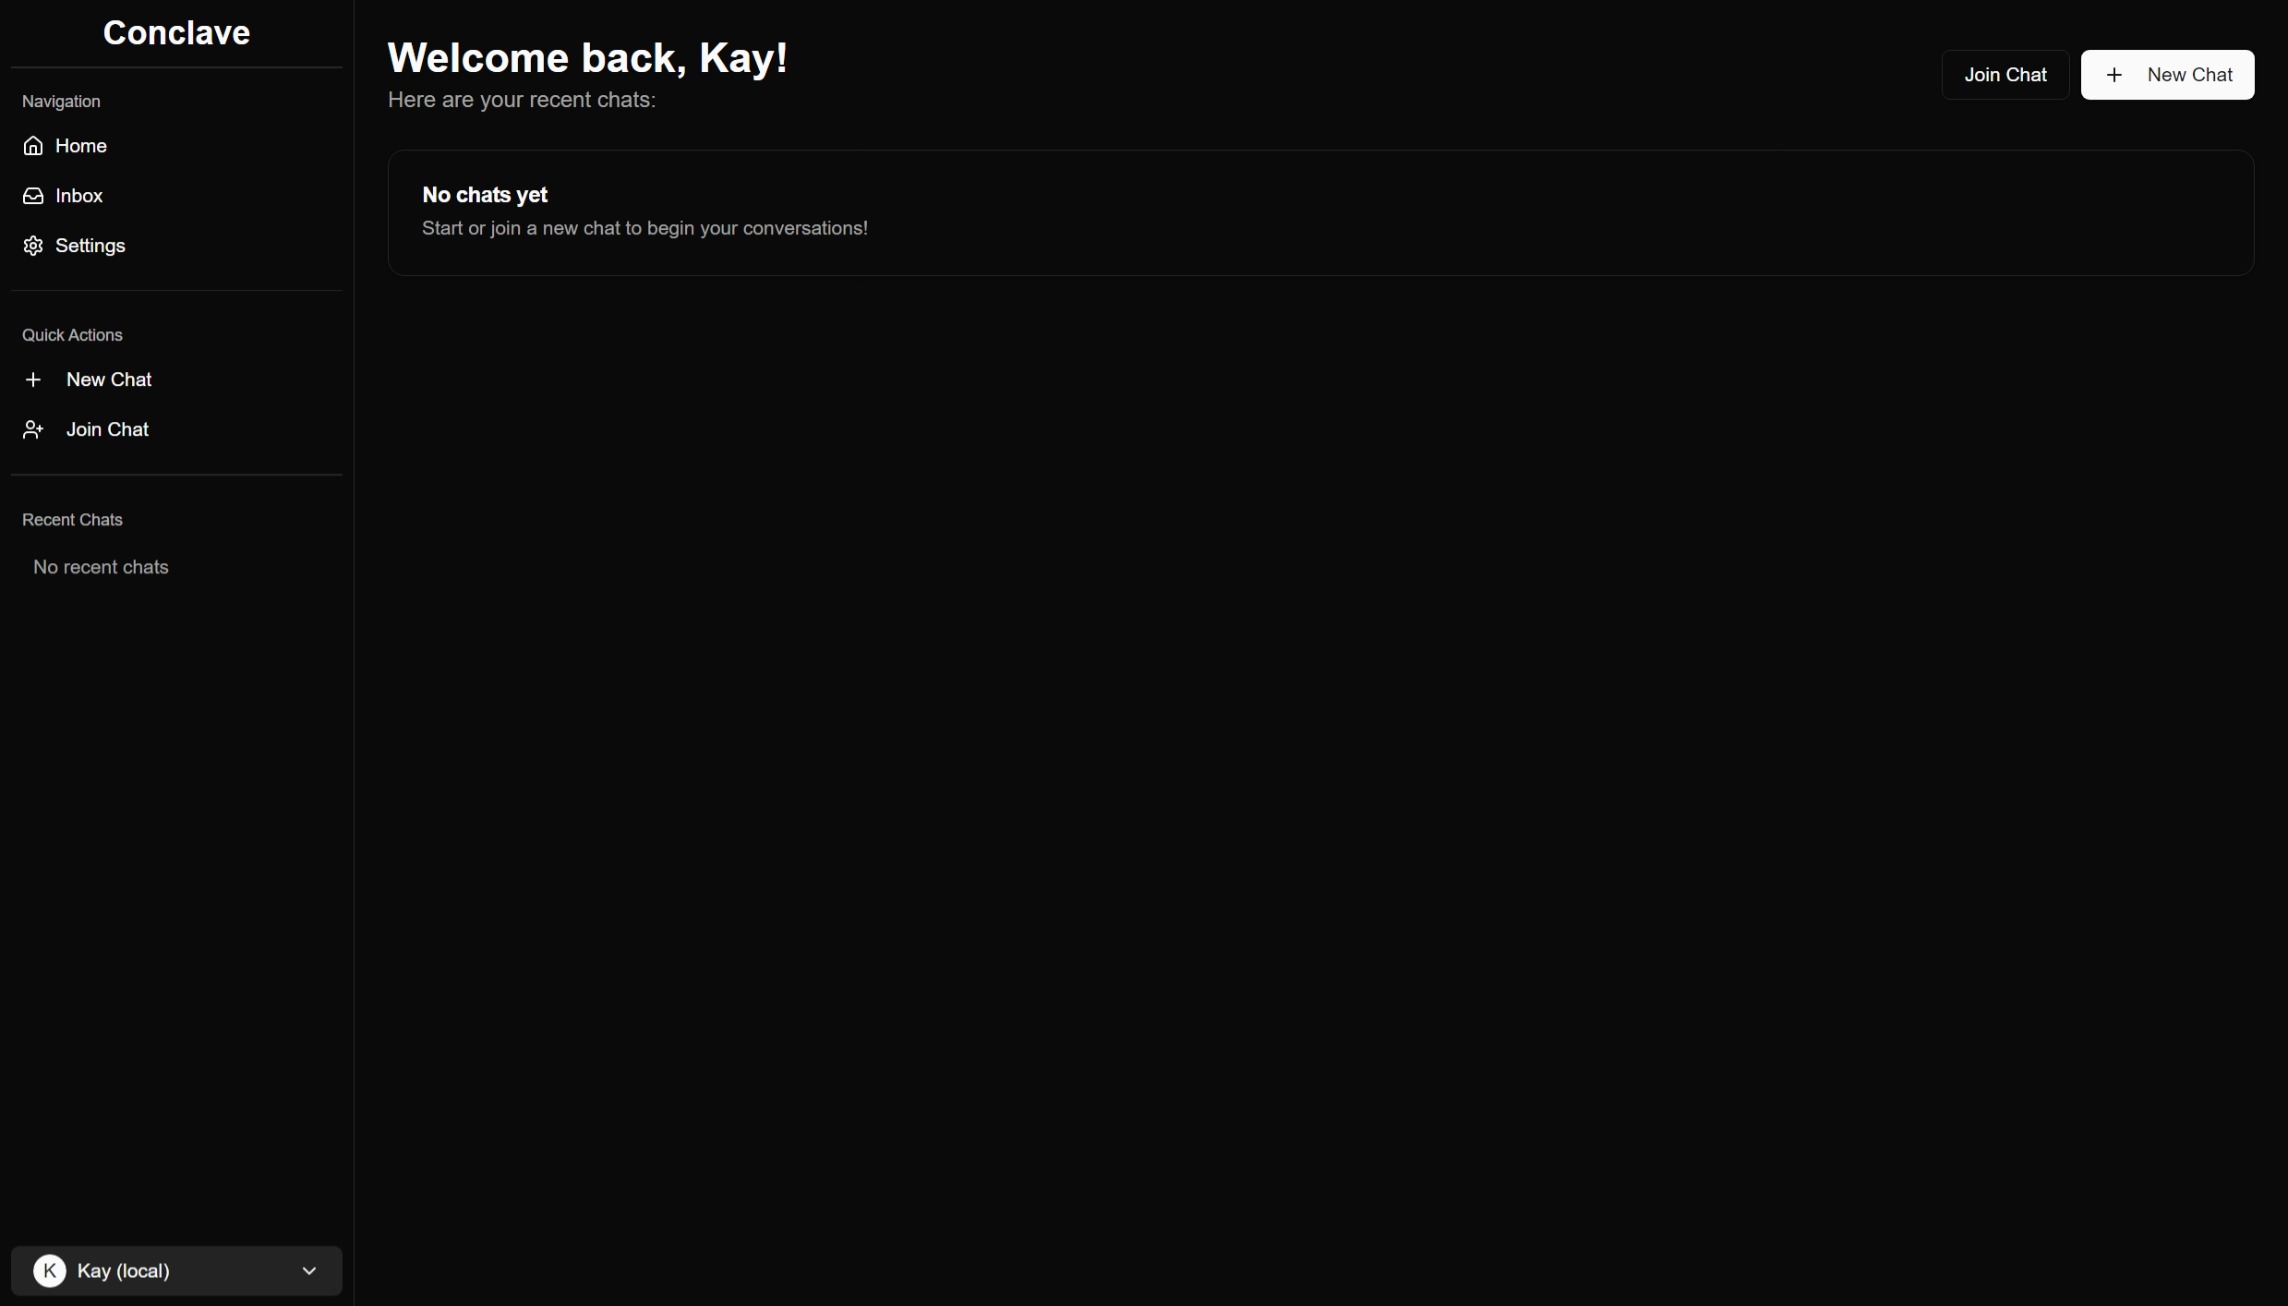 Conclave
Navigation
Home
Inbox
Settings
Quick Actions
New Chat
Join Chat
Recent Chats
No recent chats
K Kay (local)
Welcome back, Kay!
Here are your recent chats:
Join Chat
New Chat
No chats yet
Start or join a new chat to begin your conversations!